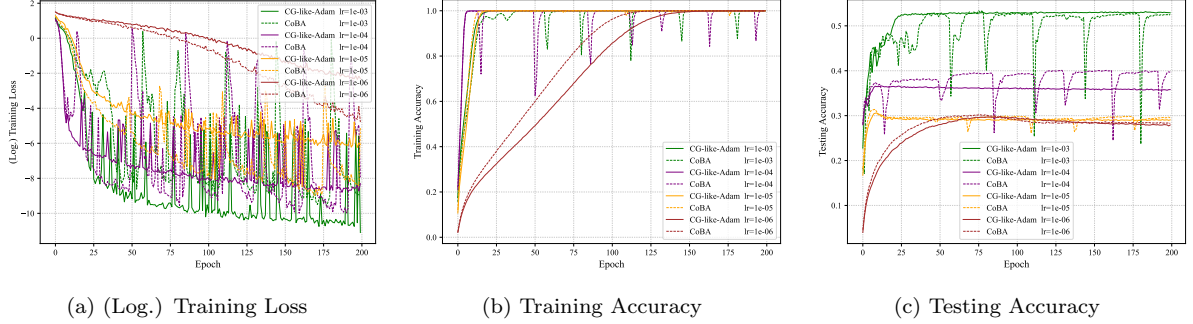 2
0
−2
−4
−6
−8
−10
(Log.) Training Loss
0
25
50
75
100
125
150
175
200
Epoch
CG-like-Adam lr=1e-03
CoBA lr=1e-03
CG-like-Adam lr=1e-04
CoBA lr=1e-04
CG-like-Adam lr=1e-05
CoBA lr=1e-05
CG-like-Adam lr=1e-06
CoBA lr=1e-06
(a) (Log.) Training Loss
1.0
0.8
0.6
0.4
0.2
0.0
Training Accuracy
0
25
50
75
100
125
150
175
200
Epoch
CG-like-Adam lr=1e-03
CoBA lr=1e-03
CG-like-Adam lr=1e-04
CoBA lr=1e-04
CG-like-Adam lr=1e-05
CoBA lr=1e-05
CG-like-Adam lr=1e-06
CoBA lr=1e-06
(b) Training Accuracy
0.5
0.4
0.3
0.2
0.1
Testing Accuracy
0
25
50
75
100
125
150
175
200
Epoch
CG-like-Adam lr=1e-03
CoBA lr=1e-03
CG-like-Adam lr=1e-04
CoBA lr=1e-04
CG-like-Adam lr=1e-05
CoBA lr=1e-05
CG-like-Adam lr=1e-06
CoBA lr=1e-06
(c) Testing Accuracy